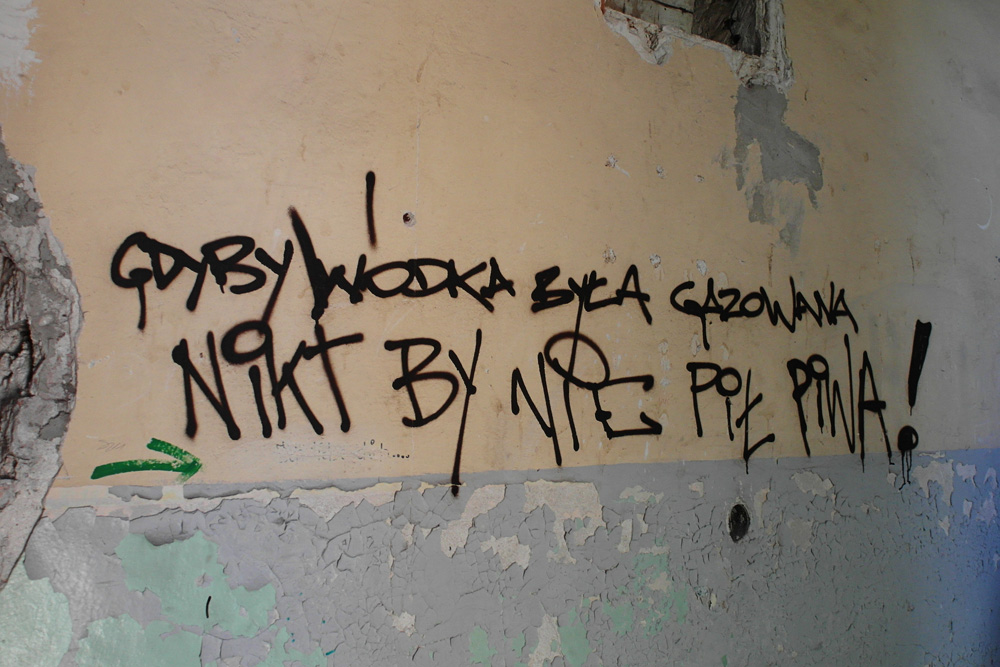 GDYBY WÓDKA BYŁA GAZOWANA
NiKT BY NiE PiŁ PiWA!